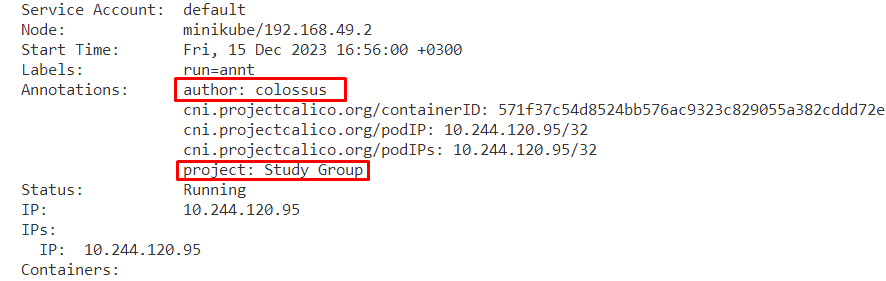 Service Account:  default
Node:             minikube/192.168.49.2
Start Time:       Fri, 15 Dec 2023 16:56:00 +0300
Labels:           run=annt
Annotations:      author: colossus
                  cni.projectcalico.org/containerID: 571f37c54d8524bb576ac9323c829055a382cddd72e
                  cni.projectcalico.org/podIP: 10.244.120.95/32
                  cni.projectcalico.org/podIPs: 10.244.120.95/32
                  project: Study Group
Status:           Running
IP:               10.244.120.95
IPs:
  IP:  10.244.120.95
Containers: